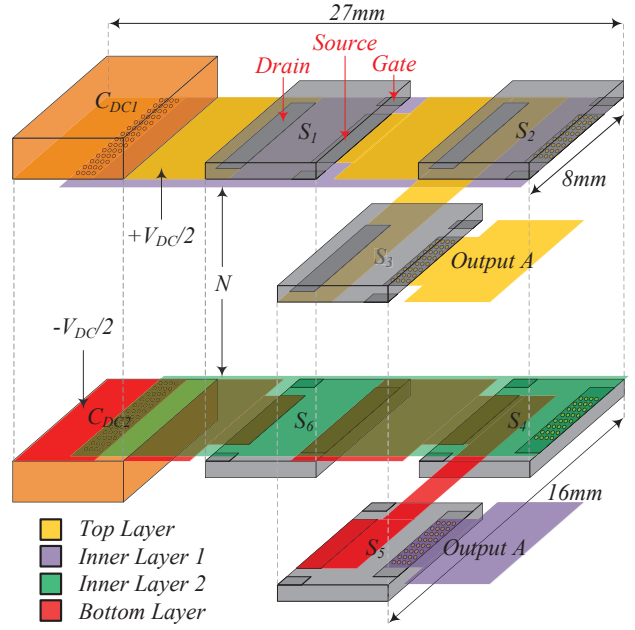 27mm
Source
Drain
Gate
C_DC1
S_1
S_2
8mm
+V_DC/2
S_3
Output A
N
-V_DC/2
C_DC2
S_6
S_4
16mm
S_5
Output A
Top Layer
Inner Layer 1
Inner Layer 2
Bottom Layer